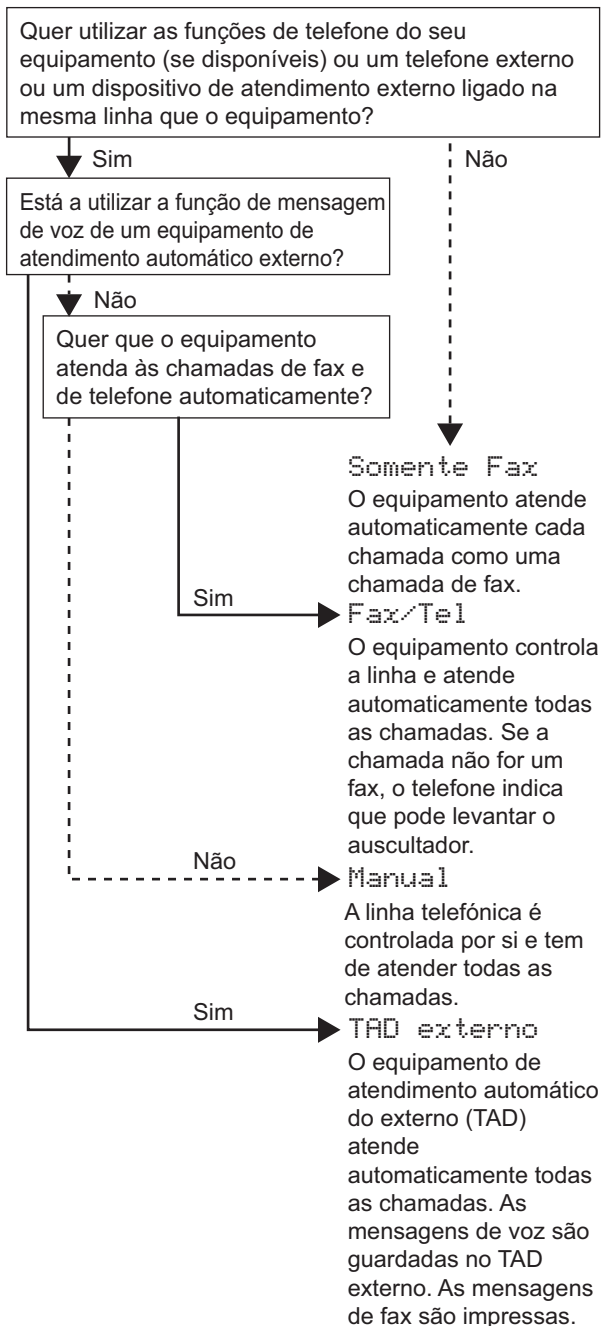 Quer utilizar as funções de telefone do seu
equipamento (se disponíveis) ou um telefone externo
ou um dispositivo de atendimento externo ligado na
mesma linha que o equipamento?
Sim
Não
Está a utilizar a função de mensagem
de voz de um equipamento de
atendimento automático externo?
Não
Quer que o equipamento
atenda às chamadas de fax e
de telefone automaticamente?
Somente Fax
O equipamento atende
automaticamente cada
chamada como uma
chamada de fax.
Sim
Fax/Tel
O equipamento controla
a linha e atende
automaticamente todas
as chamadas. Se a
chamada não for um
fax, o telefone indica
que pode levantar o
auscultador.
Não
Manual
A linha telefónica é
controlada por si e tem
de atender todas as
chamadas.
Sim
TAD externo
O equipamento de
atendimento automático
do externo (TAD)
atende
automaticamente todas
as chamadas. As
mensagens de voz são
guardadas no TAD
externo. As mensagens
de fax são impressas.